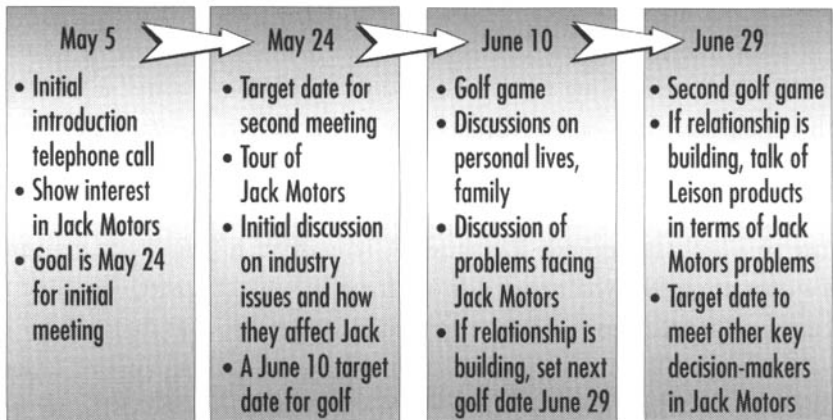 May 5
• Initial
introduction
telephone call
• Show interest
in Jack Motors
• Goal is May 24
for initial
meeting
May 24
• Target date for
second meeting
• Tour of
Jack Motors
• Initial discussion
on industry
issues and how
they affect Jack
• A June 10 target
date for golf
June 10
• Golf game
• Discussions on
personal lives,
family
• Discussion of
problems facing
Jack Motors
• If relationship is
building, set next
golf date June 29
June 29
• Second golf game
• If relationship is
building, talk of
Leison products
in terms of Jack
Motors problems
• Target date to
meet other key
decision-makers
in Jack Motors